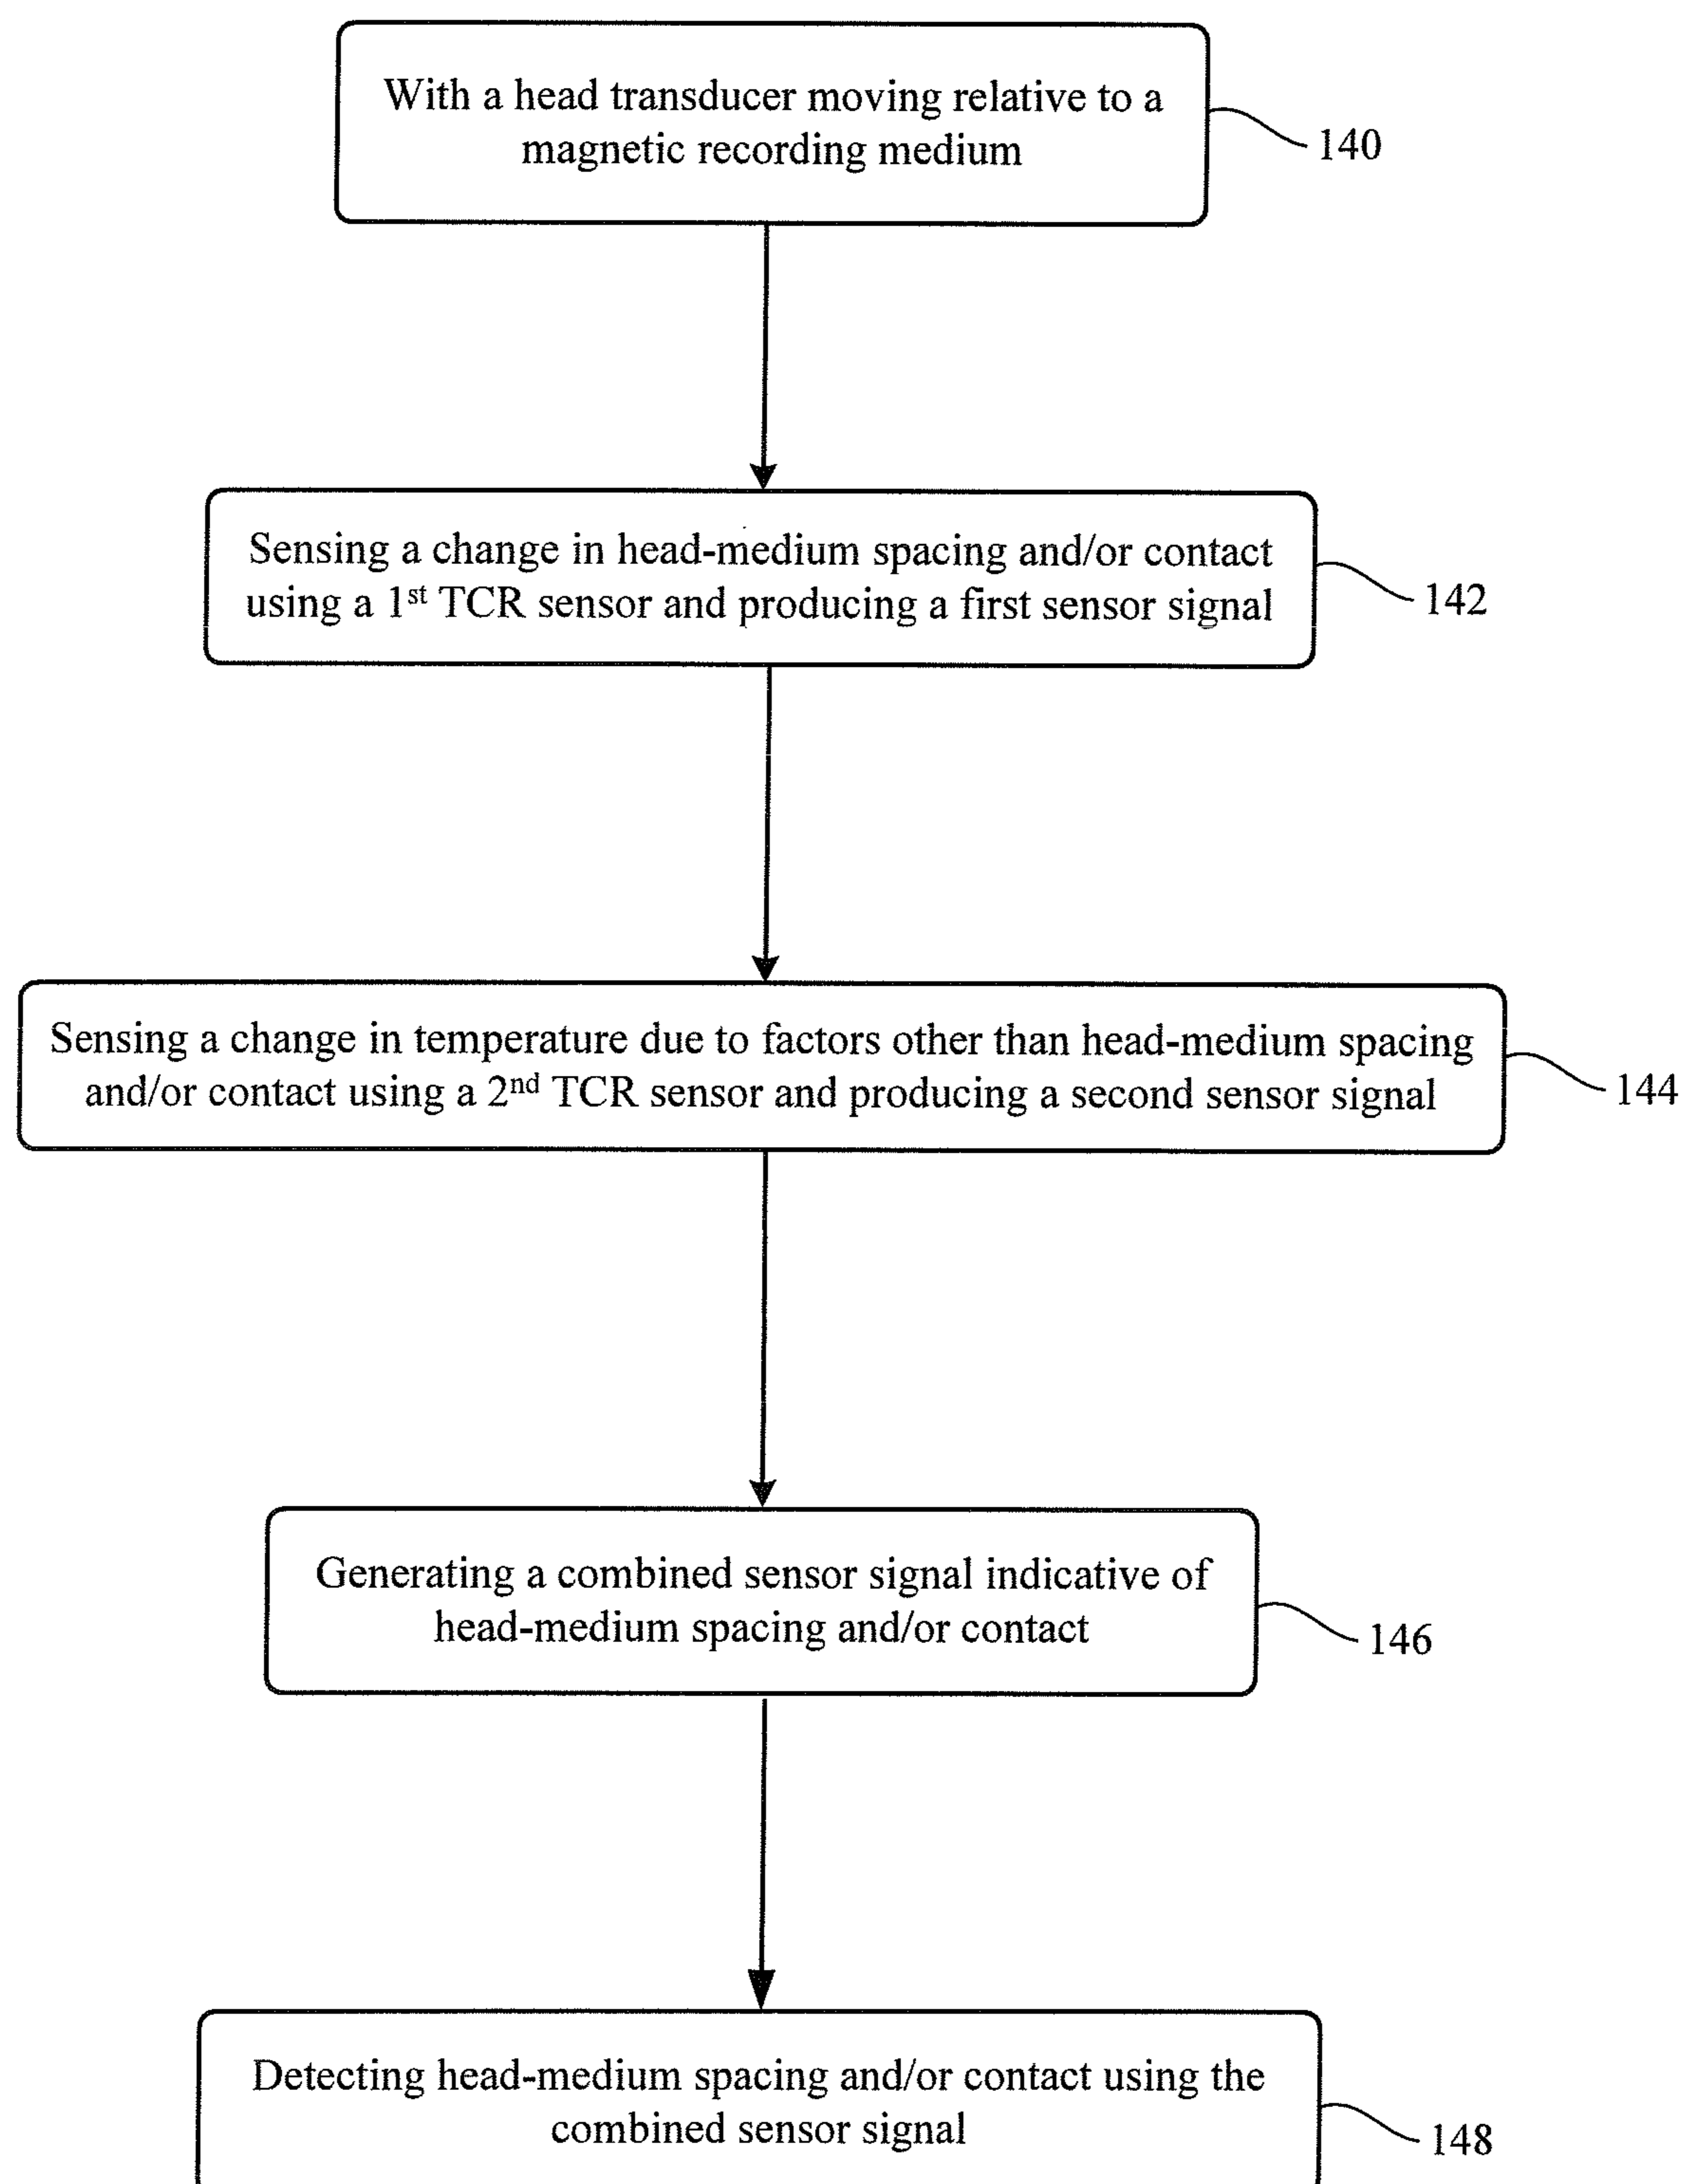 With a head transducer moving relative to a
magnetic recording medium
140
Sensing a change in head-medium spacing and/or contact
using a 1st TCR sensor and producing a first sensor signal
142
Sensing a change in temperature due to factors other than head-medium spacing
and/or contact using a 2nd TCR sensor and producing a second sensor signal
144
Generating a combined sensor signal indicative of
head-medium spacing and/or contact
146
Detecting head-medium spacing and/or contact using the
combined sensor signal
148